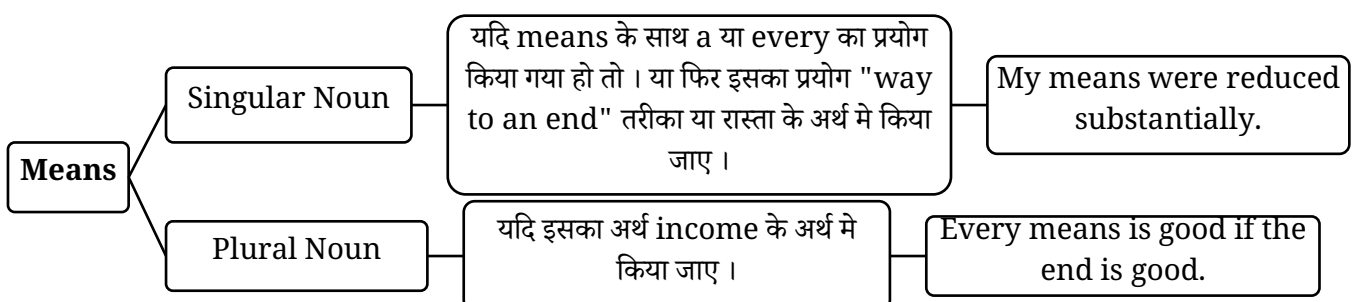 Means
Singular Noun
यदि means के साथ a या every का प्रयोग
किया गया हो तो । या फिर इसका प्रयोग "way
to an end" तरीका या रास्ता के अर्थ मे किया
जाए ।
My means were reduced
substantially.
Plural Noun
यदि इसका अर्थ income के अर्थ मे
किया जाए ।
Every means is good if the
end is good.